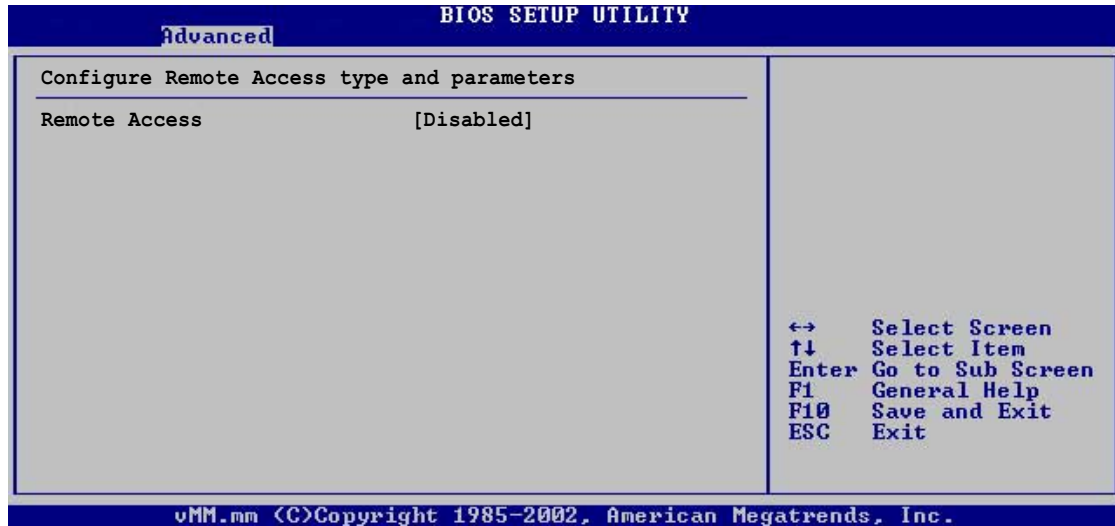 BIOS SETUP UTILITY
Advanced
Configure Remote Access type and parameters
Remote Access [Disabled]
←→ Select Screen
↑↓ Select Item
Enter Go to Sub Screen
F1 General Help
F10 Save and Exit
ESC Exit
vMM.mm (C)Copyright 1985-2002, American Megatrends, Inc.